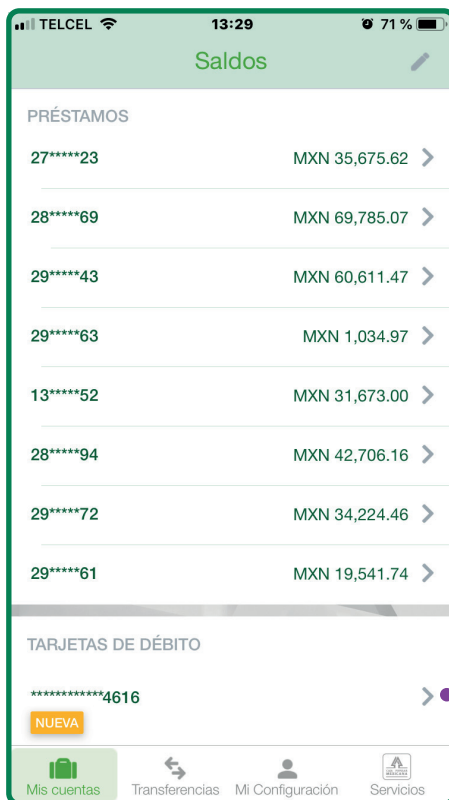 TELCEL 13:29 71 %
Saldos
PRÉSTAMOS
27*****23 MXN 35,675.62
28*****69 MXN 69,785.07
29*****43 MXN 60,611.47
29*****63 MXN 1,034.97
13*****52 MXN 31,673.00
28*****94 MXN 42,706.16
29*****72 MXN 34,224.46
29*****61 MXN 19,541.74
TARJETAS DE DÉBITO
************4616
NUEVA
Mis cuentas Transferencias Mi Configuración Servicios